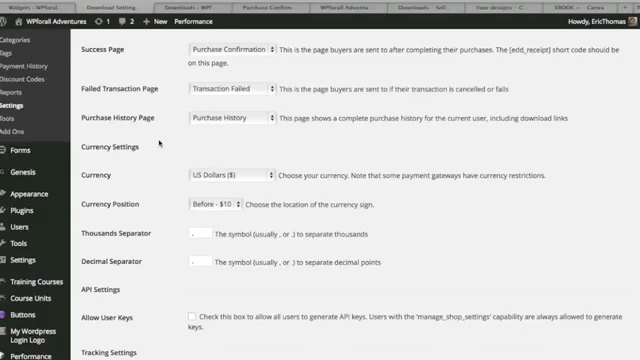 Widgets ‹ WPforal...
Download Setting...
Downloads ‹ WPf...
Purchase Confirm...
WPforall Adventu...
Downloads - Sell...
Your designs - C...
EBOOK - Canva
WPforall Adventures 1 2 + New Performance
Howdy, EricThomas
Categories
Tags
Payment History
Discount Codes
Reports
Settings
Tools
Add Ons
Forms
Genesis
Appearance
Plugins
Users
Tools
Settings
Training Courses
Course Units
Buttons
My Wordpress
Login Logo
Performance
Success Page Purchase Confirmation This is the page buyers are sent to after completing their purchases. The [edd_receipt] short code should be
on this page.
Failed Transaction Page Transaction Failed This is the page buyers are sent to if their transaction is cancelled or fails
Purchase History Page Purchase History This page shows a complete purchase history for the current user, including download links
Currency Settings
Currency US Dollars ($) Choose your currency. Note that some payment gateways have currency restrictions.
Currency Position Before - $10 Choose the location of the currency sign.
Thousands Separator , The symbol (usually , or .) to separate thousands
Decimal Separator . The symbol (usually , or .) to separate decimal points
API Settings
Allow User Keys Check this box to allow all users to generate API keys. Users with the 'manage_shop_settings' capability are always allowed to generate
keys.
Tracking Settings